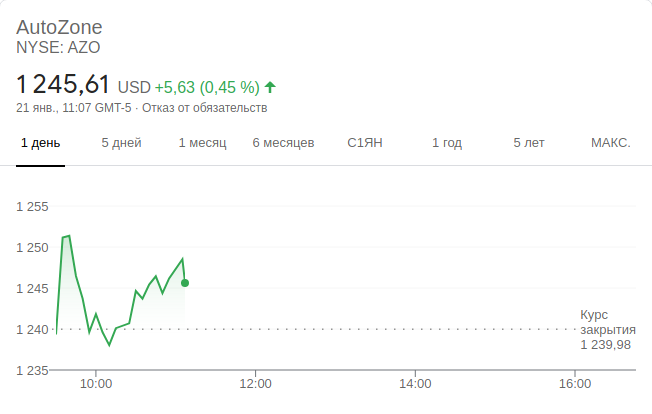 AutoZone
NYSE: AZO
1 245,61 USD +5,63 (0,45 %)
21 янв., 11:07 GMT-5 · Отказ от обязательств
1 день 5 дней 1 месяц 6 месяцев С1ЯН 1 год 5 лет МАКС.
1 255
1 250
1 245
1 240
1 235
Курс
закрытия
1 239,98
10:00 12:00 14:00 16:00